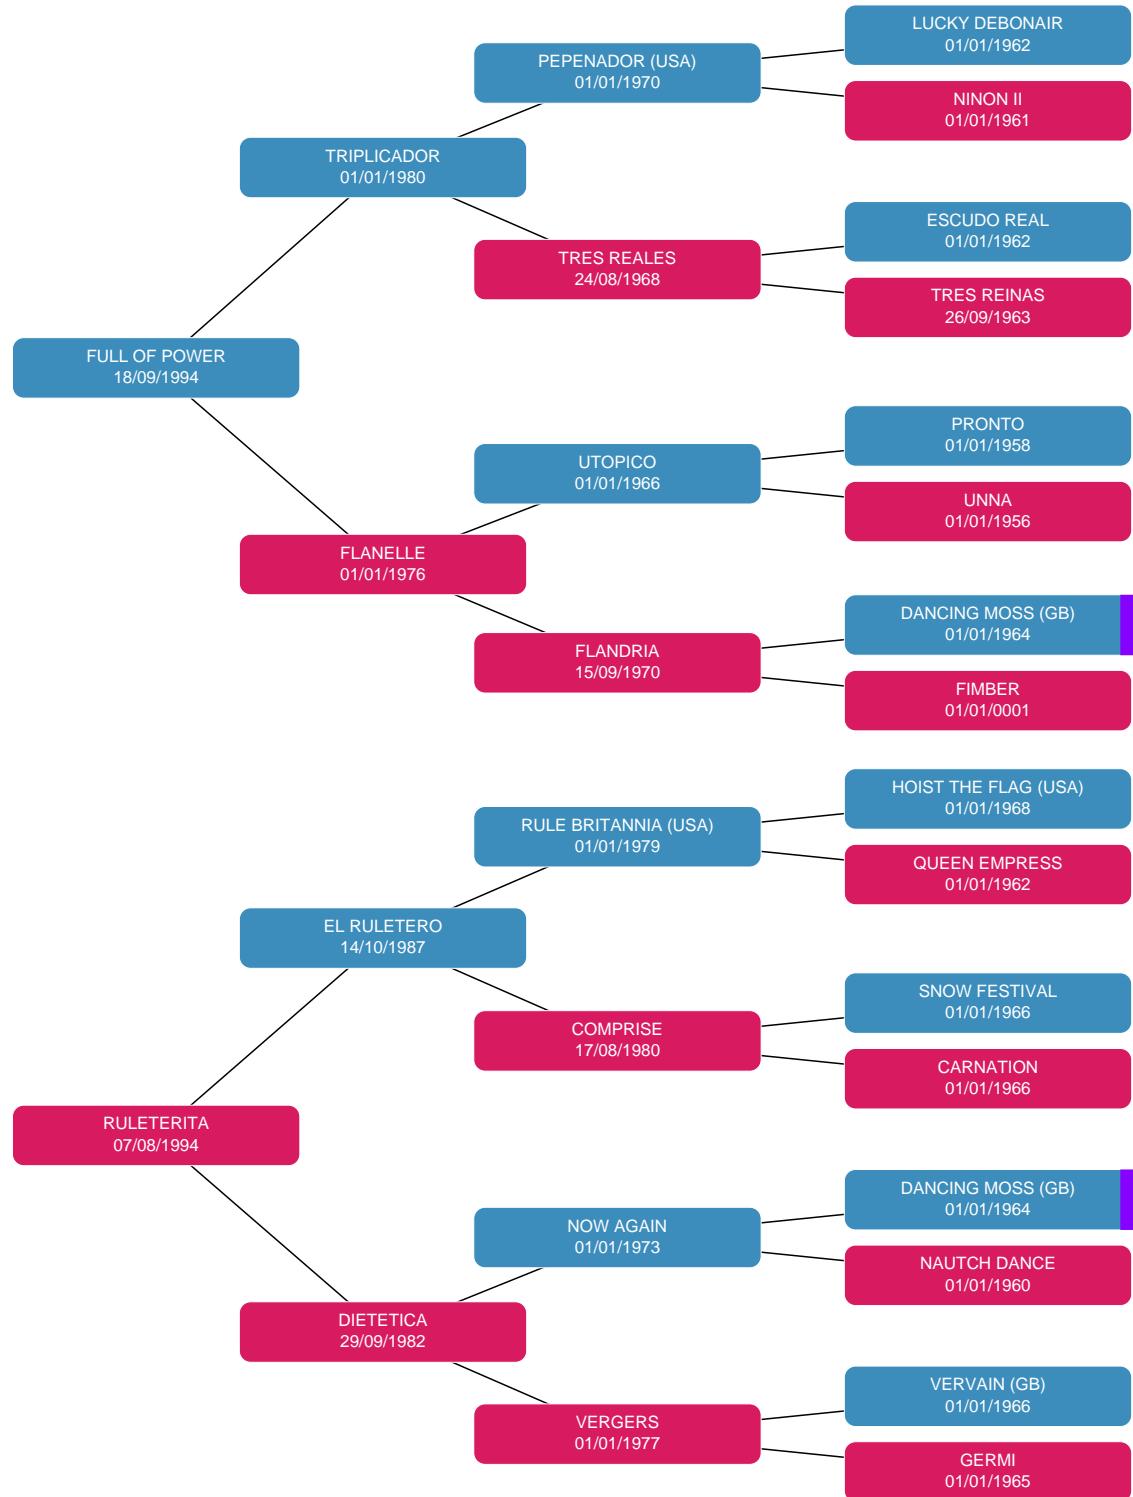 LUCKY DEBONAIR
01/01/1962
PEPENADOR (USA)
01/01/1970
NINON II
01/01/1961
TRIPLICADOR
01/01/1980
ESCUDO REAL
01/01/1962
TRES REALES
24/08/1968
TRES REINAS
26/09/1963
FULL OF POWER
18/09/1994
PRONTO
01/01/1958
UTOPICO
01/01/1966
UNNA
01/01/1956
FLANELLE
01/01/1976
DANCING MOSS (GB)
01/01/1964
FLANDRIA
15/09/1970
FIMBER
01/01/0001
HOIST THE FLAG (USA)
01/01/1968
RULE BRITANNIA (USA)
01/01/1979
QUEEN EMPRESS
01/01/1962
EL RULETERO
14/10/1987
SNOW FESTIVAL
01/01/1966
COMPRISE
17/08/1980
CARNATION
01/01/1966
RULETERITA
07/08/1994
DANCING MOSS (GB)
01/01/1964
NOW AGAIN
01/01/1973
NAUTCH DANCE
01/01/1960
DIETETICA
29/09/1982
VERVAIN (GB)
01/01/1966
VERGERS
01/01/1977
GERMI
01/01/1965